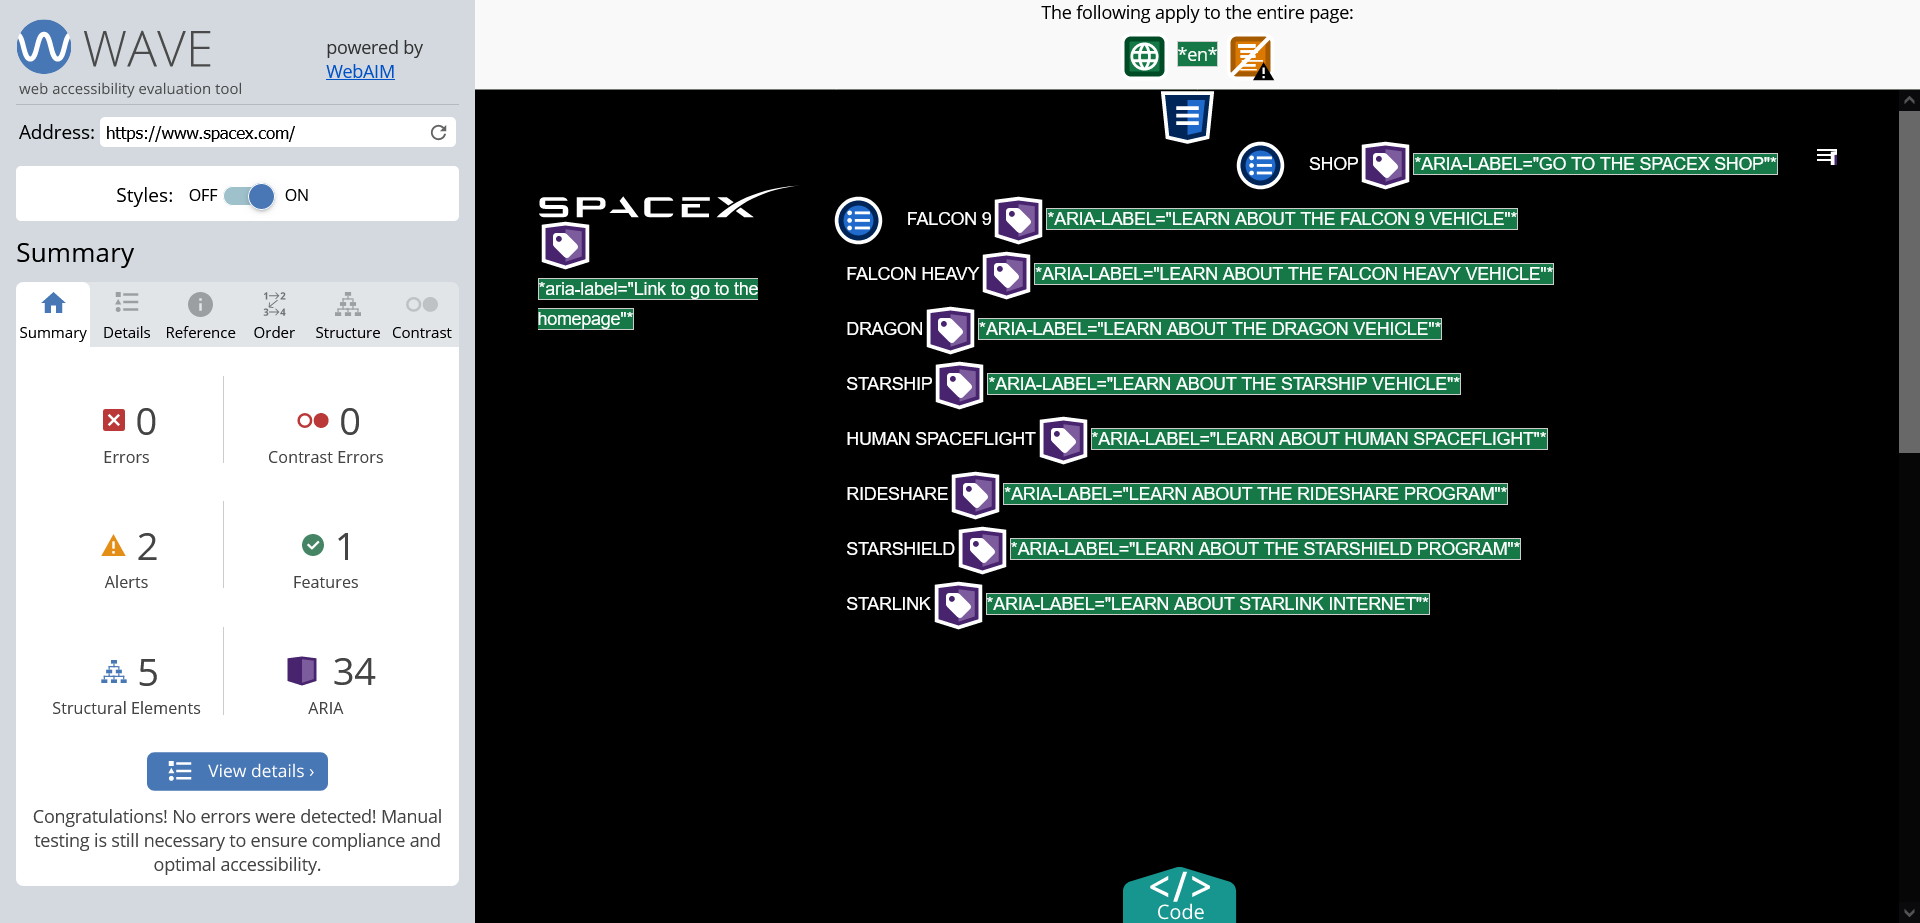 WAVE
powered by
WebAIM
web accessibility evaluation tool
Address: https://www.spacex.com/
Styles: OFF ON
Summary
Summary Details Reference Order Structure Contrast
0 0
Errors Contrast Errors
2 1
Alerts Features
5 34
Structural Elements ARIA
View details ›
Congratulations! No errors were detected! Manual
testing is still necessary to ensure compliance and
optimal accessibility.
The following apply to the entire page:
*en*
SHOP *ARIA-LABEL="GO TO THE SPACEX SHOP"*
SPACEX
*aria-label="Link to go to the
homepage"*
FALCON 9 *ARIA-LABEL="LEARN ABOUT THE FALCON 9 VEHICLE"*
FALCON HEAVY *ARIA-LABEL="LEARN ABOUT THE FALCON HEAVY VEHICLE"*
DRAGON *ARIA-LABEL="LEARN ABOUT THE DRAGON VEHICLE"*
STARSHIP *ARIA-LABEL="LEARN ABOUT THE STARSHIP VEHICLE"*
HUMAN SPACEFLIGHT *ARIA-LABEL="LEARN ABOUT HUMAN SPACEFLIGHT"*
RIDESHARE *ARIA-LABEL="LEARN ABOUT THE RIDESHARE PROGRAM"*
STARSHIELD *ARIA-LABEL="LEARN ABOUT THE STARSHIELD PROGRAM"*
STARLINK *ARIA-LABEL="LEARN ABOUT STARLINK INTERNET"*
</>
Code